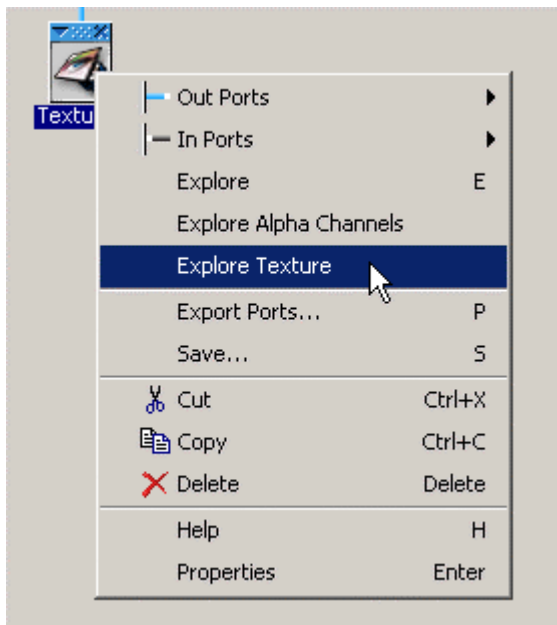 Textu
Out Ports
In Ports
Explore E
Explore Alpha Channels
Explore Texture
Export Ports... P
Save... S
Cut Ctrl+X
Copy Ctrl+C
Delete Delete
Help H
Properties Enter